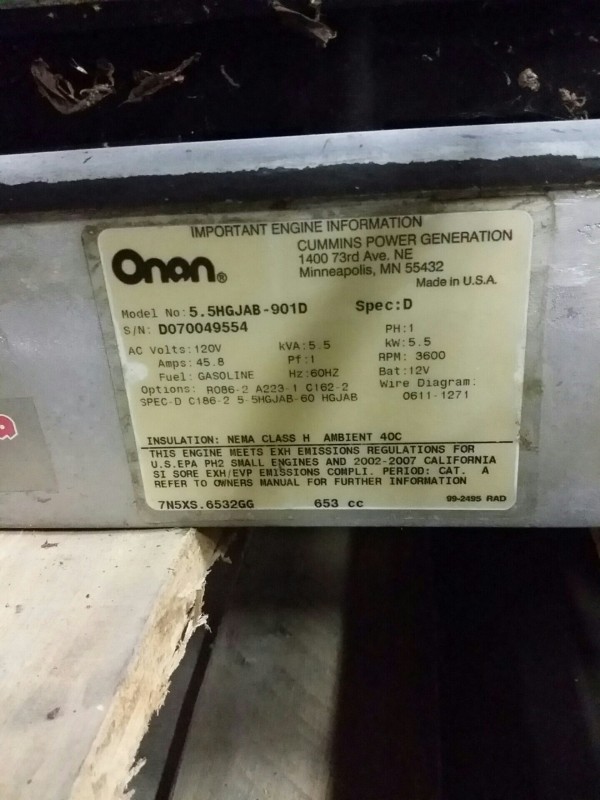 IMPORTANT ENGINE INFORMATION
Onan®
CUMMINS POWER GENERATION
1400 73rd Ave. NE
Minneapolis, MN 55432
Made in U.S.A.
Model No: 5.5HGJAB-901D Spec: D
S/N: D070049554
PH: 1
AC Volts: 120V kVA: 5.5 kW: 5.5
Amps: 45.8 Pf: 1 RPM: 3600
Fuel: GASOLINE Hz: 60HZ Bat: 12V
Options: R086-2 A223-1 C162-2 Wire Diagram:
SPEC-D C186-2 5.5HGJAB-60 HGJAB 0611-1271
INSULATION: NEMA CLASS H AMBIENT 40C
THIS ENGINE MEETS EXH EMISSIONS REGULATIONS FOR
U.S.EPA PH2 SMALL ENGINES AND 2002-2007 CALIFORNIA
SI SORE EXH/EVP EMISSIONS COMPLI. PERIOD: CAT. A
REFER TO OWNERS MANUAL FOR FURTHER INFORMATION
7N5XS.6532GG 653 cc 99-2495 RAD